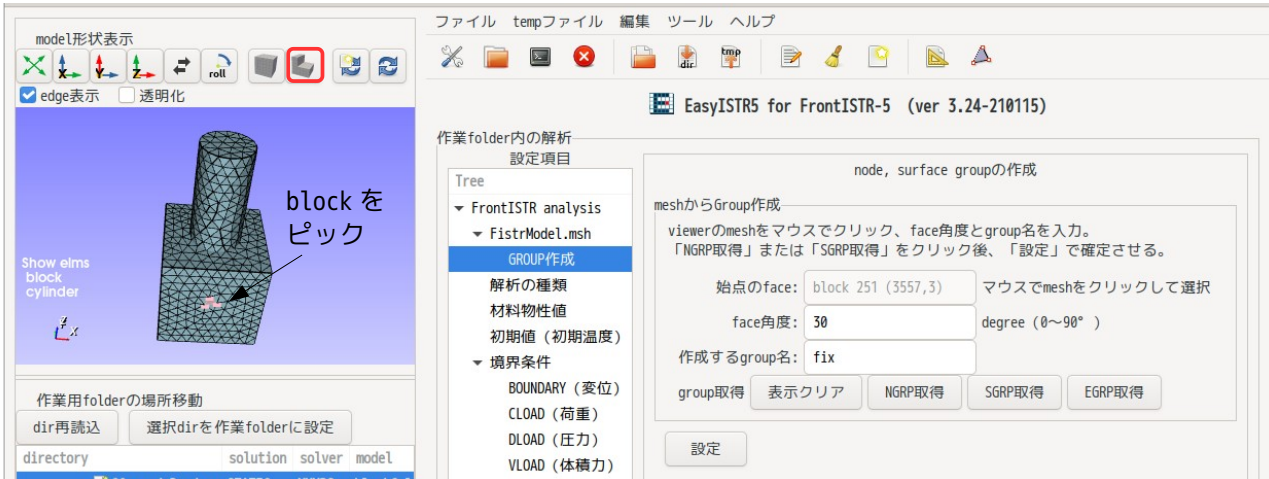 model形状表示
roll
edge表示 透明化
block を
ピック
Show elms
block
cylinder
作業用folderの場所移動
dir再読込 選択dirを作業folderに設定
directory solution solver model
ファイル tempファイル 編集 ツール ヘルプ
dir tmp
EasyISTR5 for FrontISTR-5 (ver 3.24-210115)
作業folder内の解析
設定項目
Tree
FrontISTR analysis
FistrModel.msh
GROUP作成
解析の種類
材料物性値
初期値 (初期温度)
境界条件
BOUNDARY (変位)
CLOAD (荷重)
DLOAD (圧力)
VLOAD (体積力)
node, surface groupの作成
meshからGroup作成
viewerのmeshをマウスでクリック、face角度とgroup名を入力。
「NGRP取得」または「SGRP取得」をクリック後、「設定」で確定させる。
始点のface: block 251 (3557,3) マウスでmeshをクリックして選択
face角度: 30 degree (0～90° )
作成するgroup名: fix
group取得 表示クリア NGRP取得 SGRP取得 EGRP取得
設定